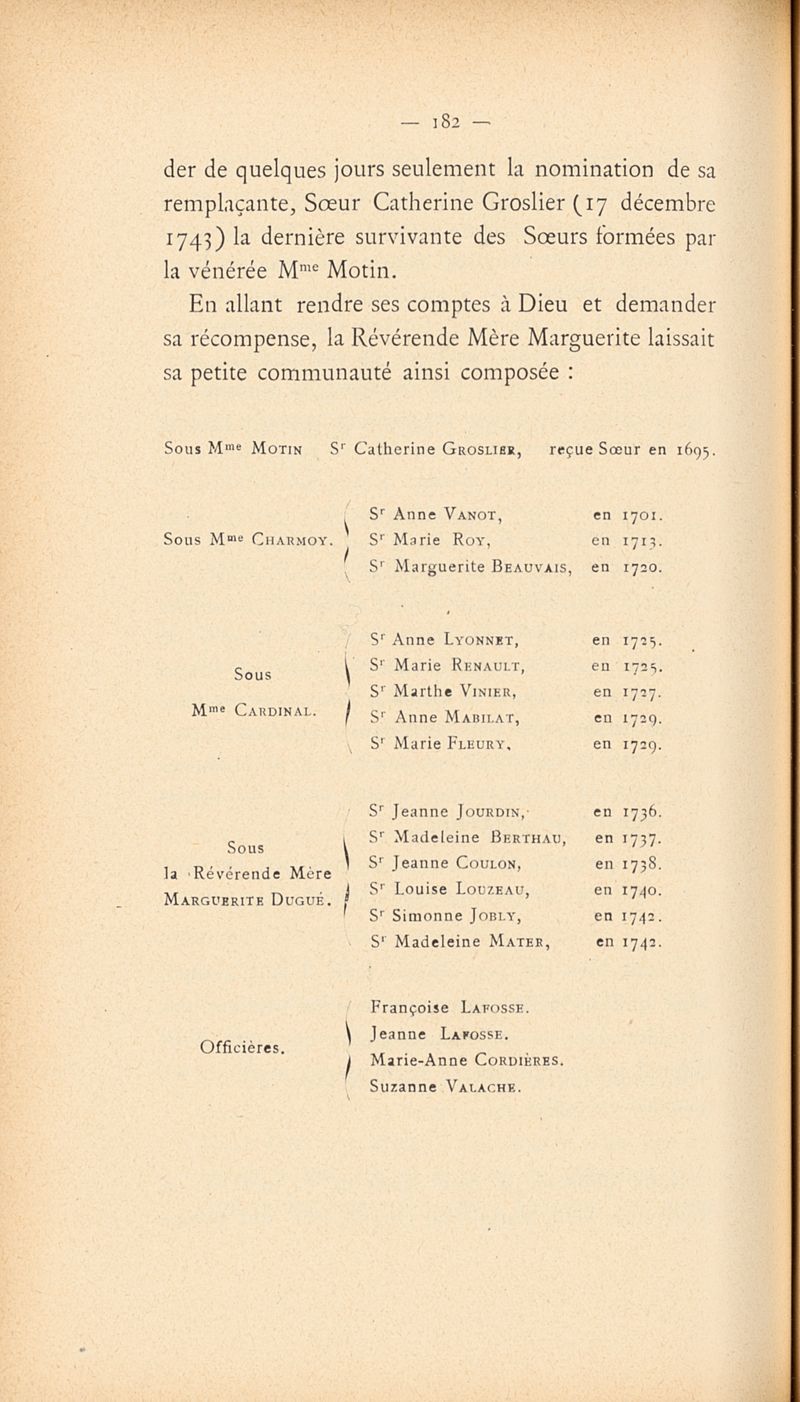 — 182 —
der de quelques jours seulement la nomination de sa
remplaçante, Sœur Catherine Groslier (17 décembre
1743) la dernière survivante des Sœurs formées par
la vénérée Mme Motin.
En allant rendre ses comptes à Dieu et demander
sa récompense, la Révérende Mère Marguerite laissait
sa petite communauté ainsi composée :
Sous Mme MOTIN Sr Catherine GROSLIER, reçue Sœur en 1695.
Sr Anne VANOT, en 1701.
Sous Mme CHARMOY. Sr Marie ROY, en 1713.
Sr Marguerite BEAUVAIS, en 1720.
Sr Anne LYONNET, en 1725.
Sous Sr Marie RENAULT, en 1725.
Sr Marthe VINIER, en 1727.
Mme CARDINAL. Sr Anne MABILAT, en 1729.
Sr Marie FLEURY, en 1729.
Sr Jeanne JOURDIN, en 1736.
Sous Sr Madeleine BERTHAU, en 1737.
la Révérende Mère Sr Jeanne COULON, en 1738.
MARGUERITE DUGUÉ. Sr Louise LOUZEAU, en 1740.
Sr Simonne JOBLY, en 1742.
Sr Madeleine MATER, en 1742.
Françoise LAFOSSE.
Officières. Jeanne LAFOSSE.
Marie-Anne CORDIÈRES.
Suzanne VALACHE.